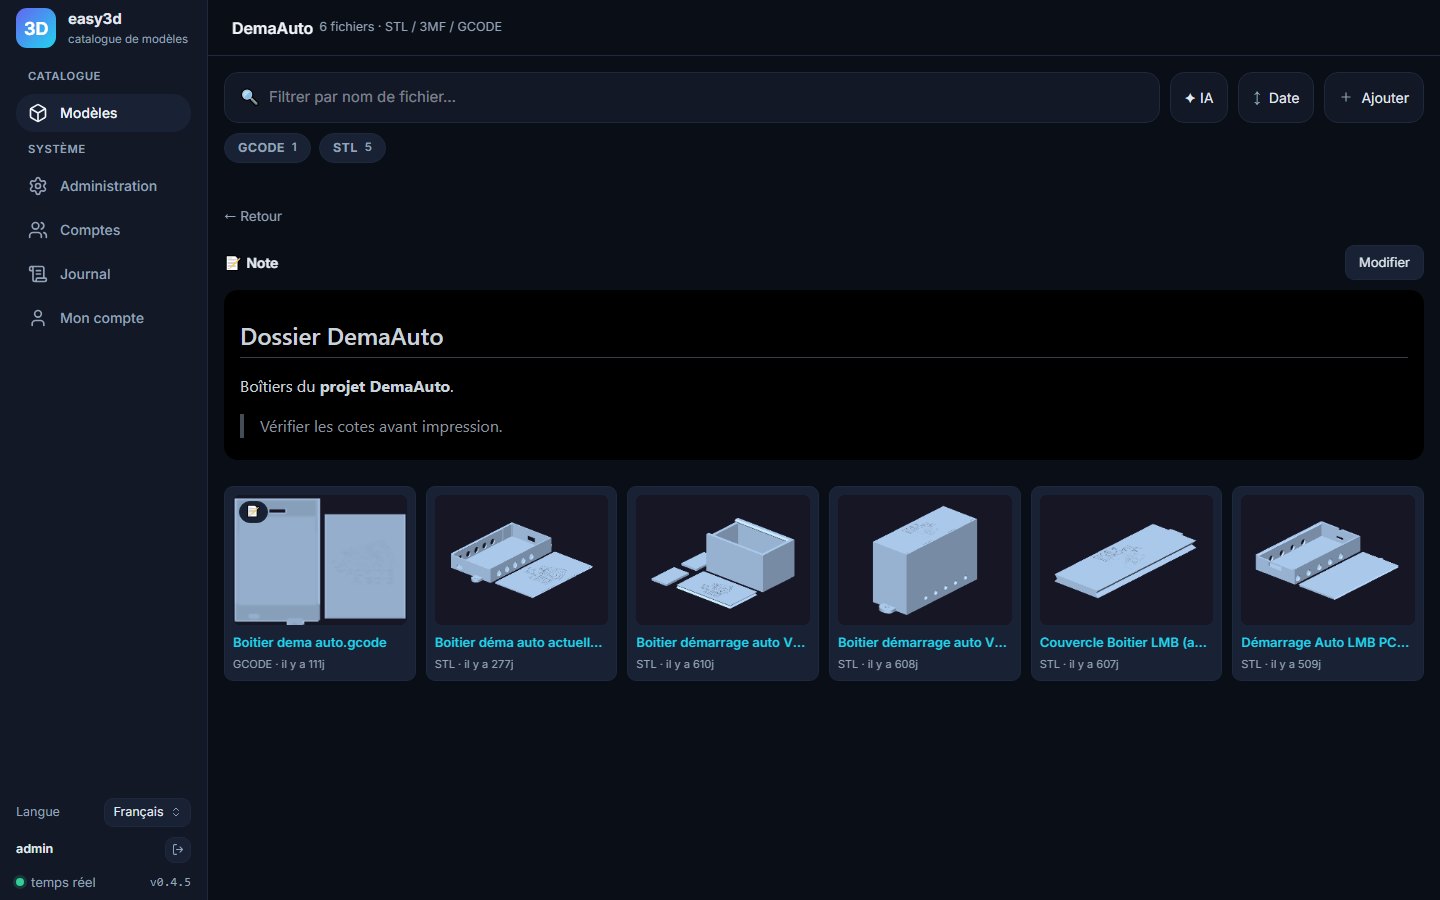 3D
easy3d
catalogue de modèles
CATALOGUE
Modèles
SYSTÈME
Administration
Comptes
Journal
Mon compte
Langue
Français
admin
temps réel
v0.4.5
DemaAuto 6 fichiers · STL / 3MF / GCODE
Filtrer par nom de fichier...
✦ IA
↕ Date
+ Ajouter
GCODE 1
STL 5
← Retour
Note
Modifier
Dossier DemaAuto
Boîtiers du projet DemaAuto.
Vérifier les cotes avant impression.
Boitier dema auto.gcode
GCODE · il y a 111j
Boitier déma auto actuell...
STL · il y a 277j
Boitier démarrage auto V...
STL · il y a 610j
Boitier démarrage auto V...
STL · il y a 608j
Couvercle Boitier LMB (a...
STL · il y a 607j
Démarrage Auto LMB PC...
STL · il y a 509j